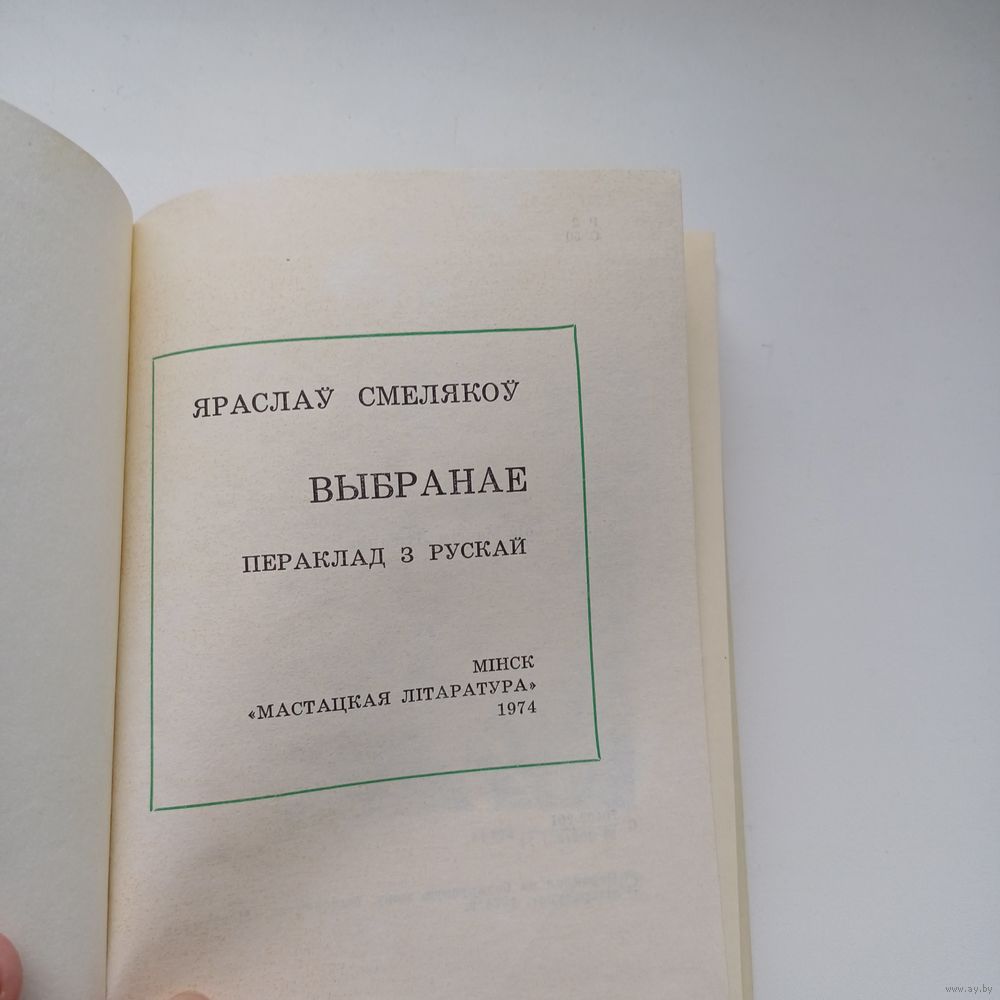 ЯРАСЛАЎ СМЕЛЯКОЎ
ВЫБРАНАЕ
ПЕРАКЛАД З РУСКАЙ
МІНСК
«МАСТАЦКАЯ ЛІТАРАТУРА»
1974
www.ay.by